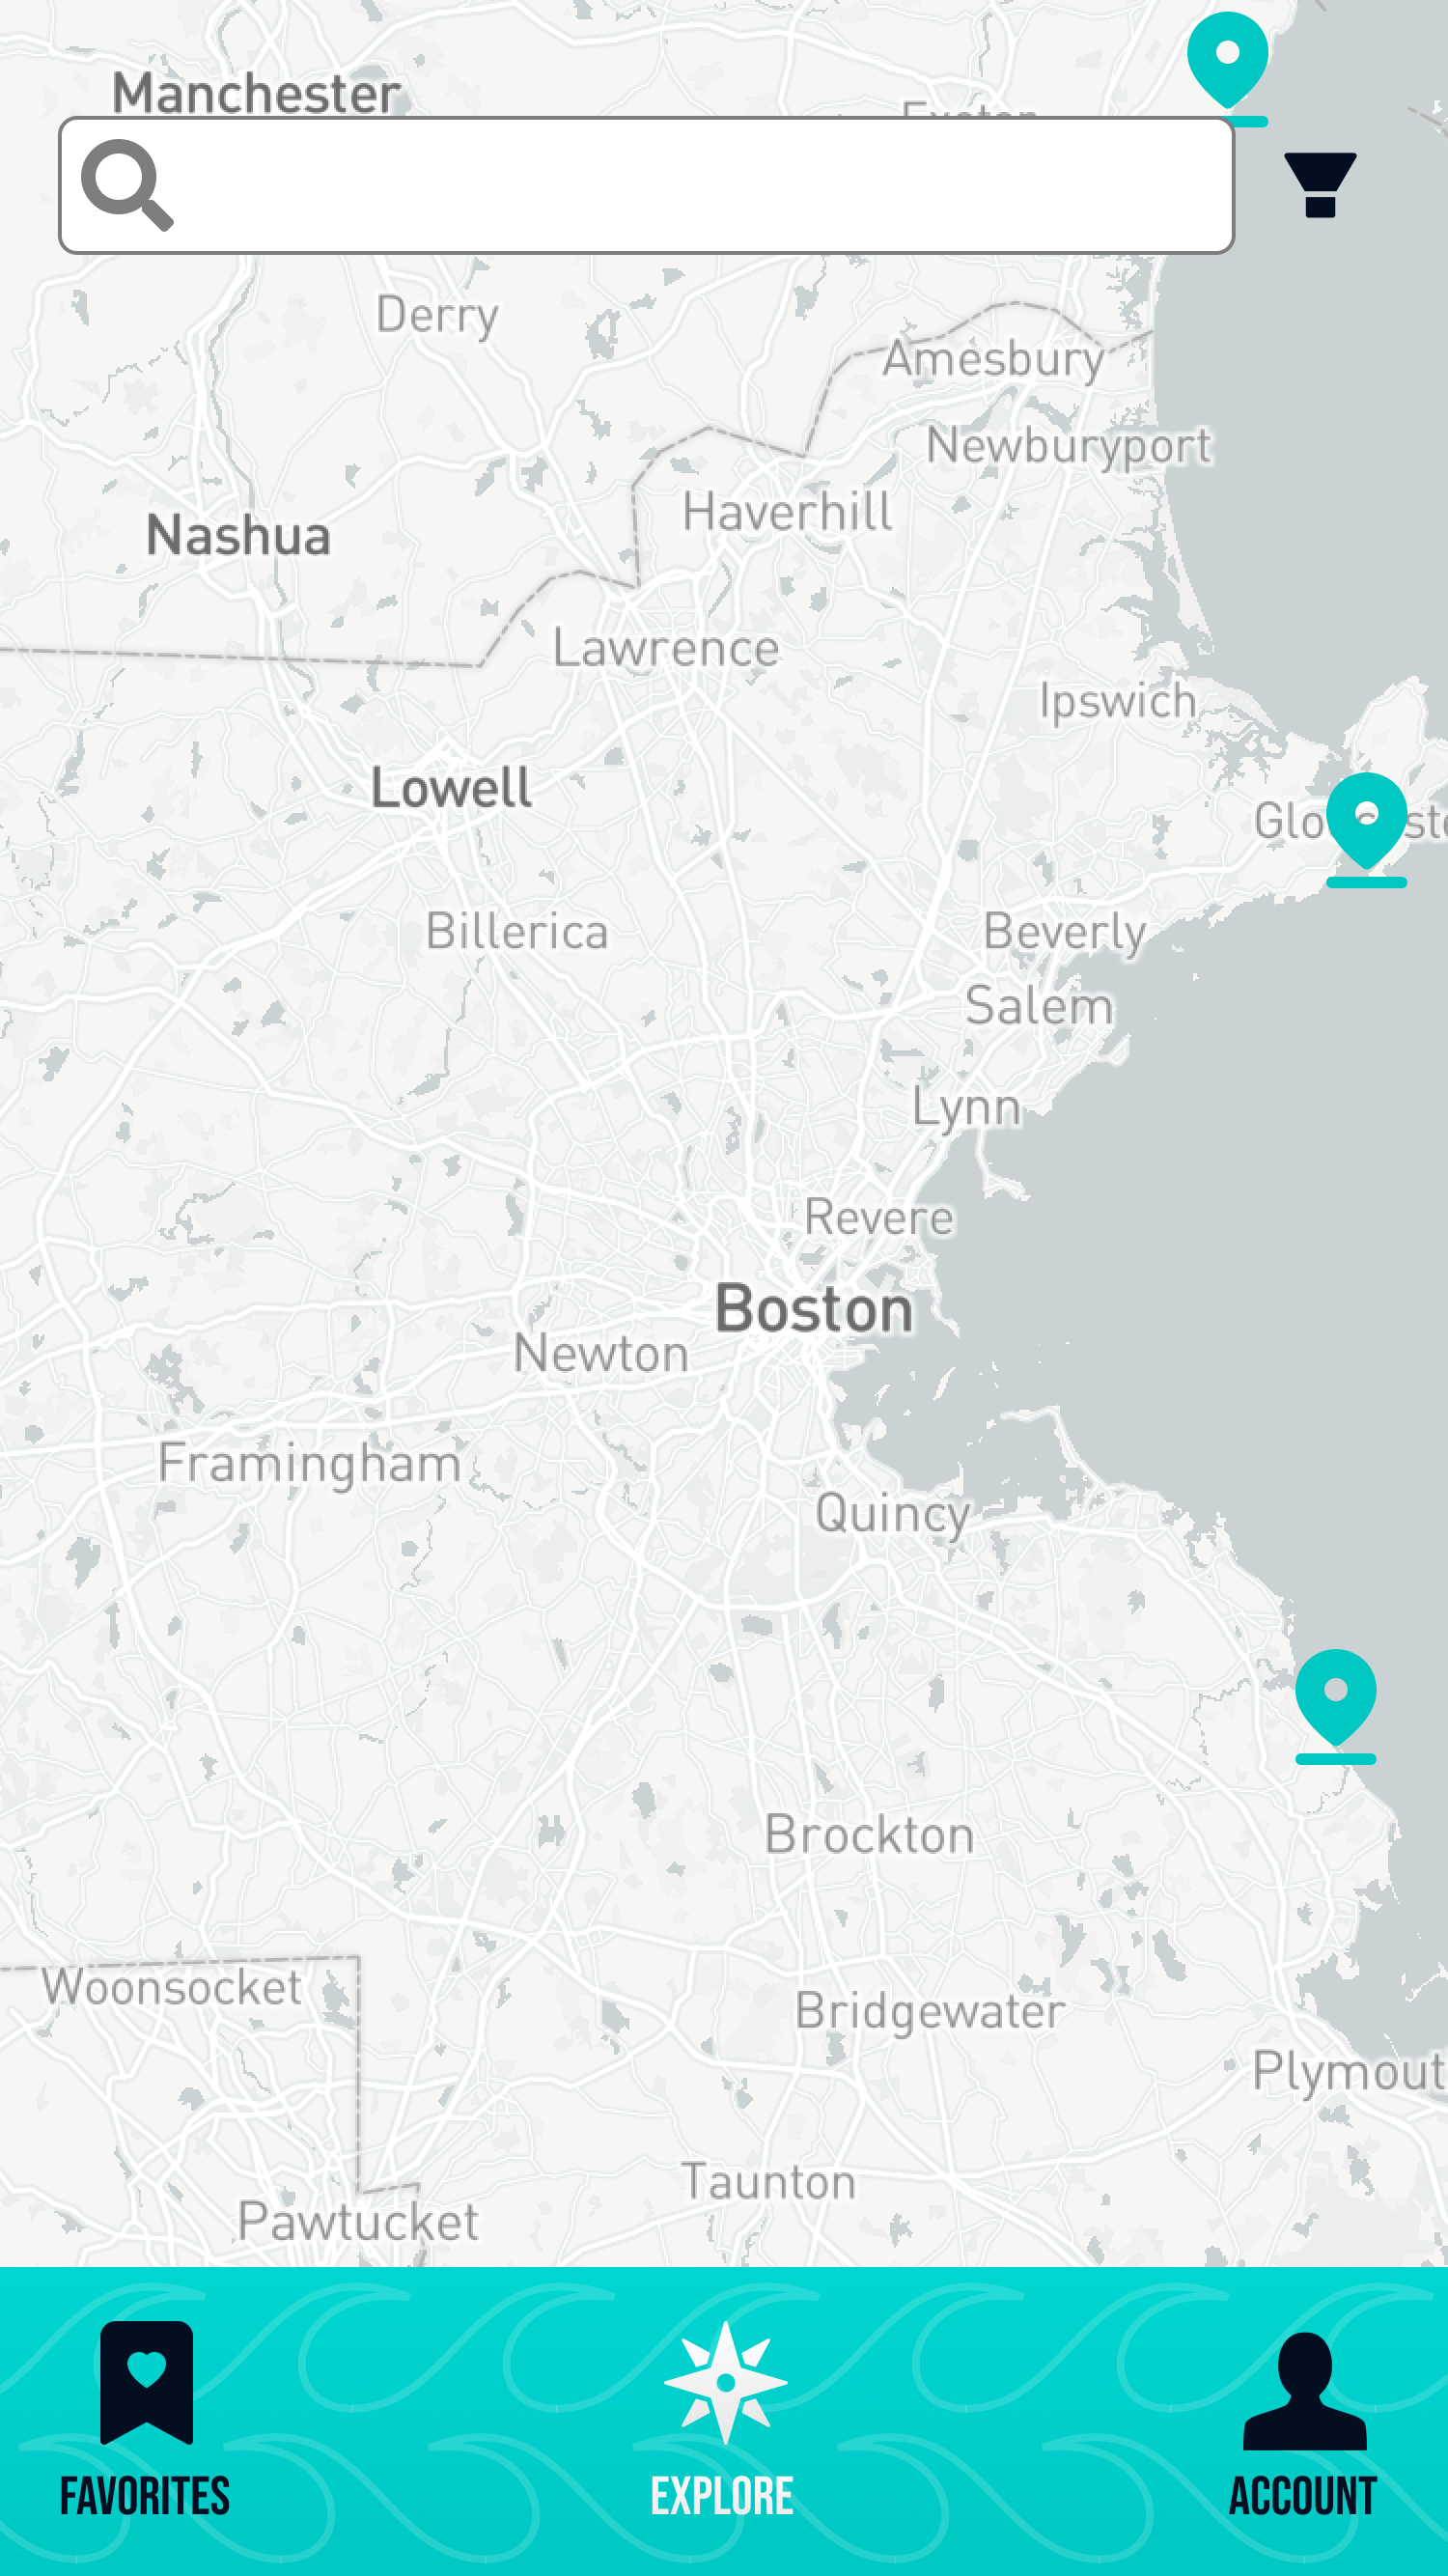 Manchester
Derry
Amesbury
Newburyport
Haverhill
Nashua
Lawrence
Ipswich
Lowell
Billerica
Beverly
Salem
Lynn
Revere
Boston
Newton
Framingham
Quincy
Brockton
Woonsocket
Bridgewater
Plymout
Taunton
Pawtucket
FAVORITES
EXPLORE
ACCOUNT